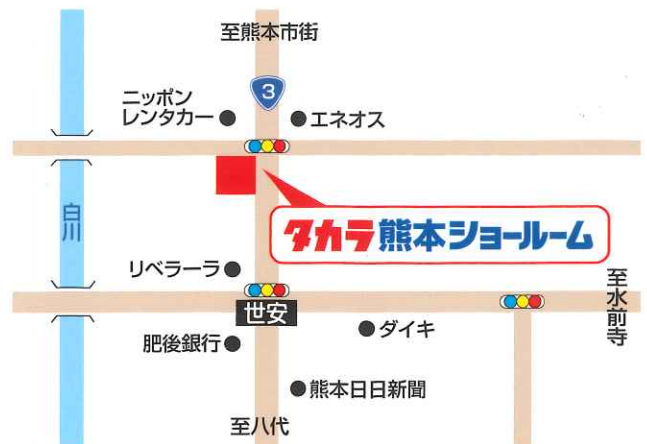 至熊本市街
3
ニッポン
レンタカー
エネオス
タカラ熊本ショールーム
白川
リベラーラ
世安
至水前寺
ダイキ
肥後銀行
熊本日日新聞
至八代